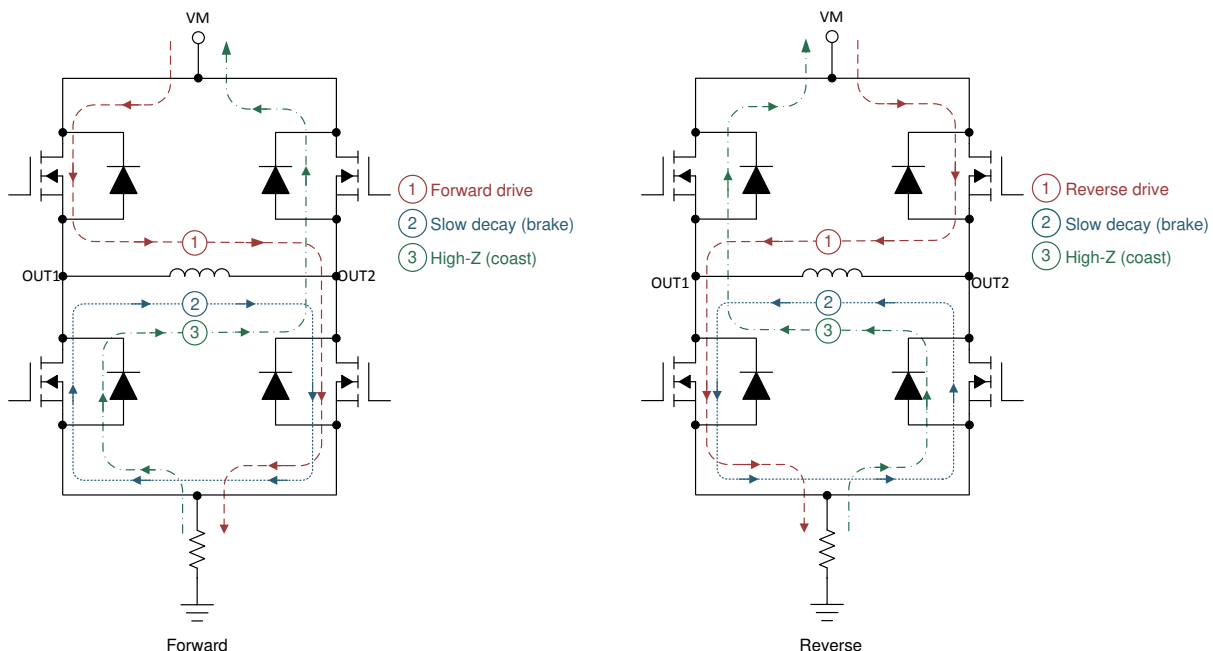 VM
1 Forward drive
2 Slow decay (brake)
3 High-Z (coast)
1
OUT1
OUT2
2
3
Forward
VM
1 Reverse drive
2 Slow decay (brake)
3 High-Z (coast)
1
OUT1
OUT2
2
3
Reverse